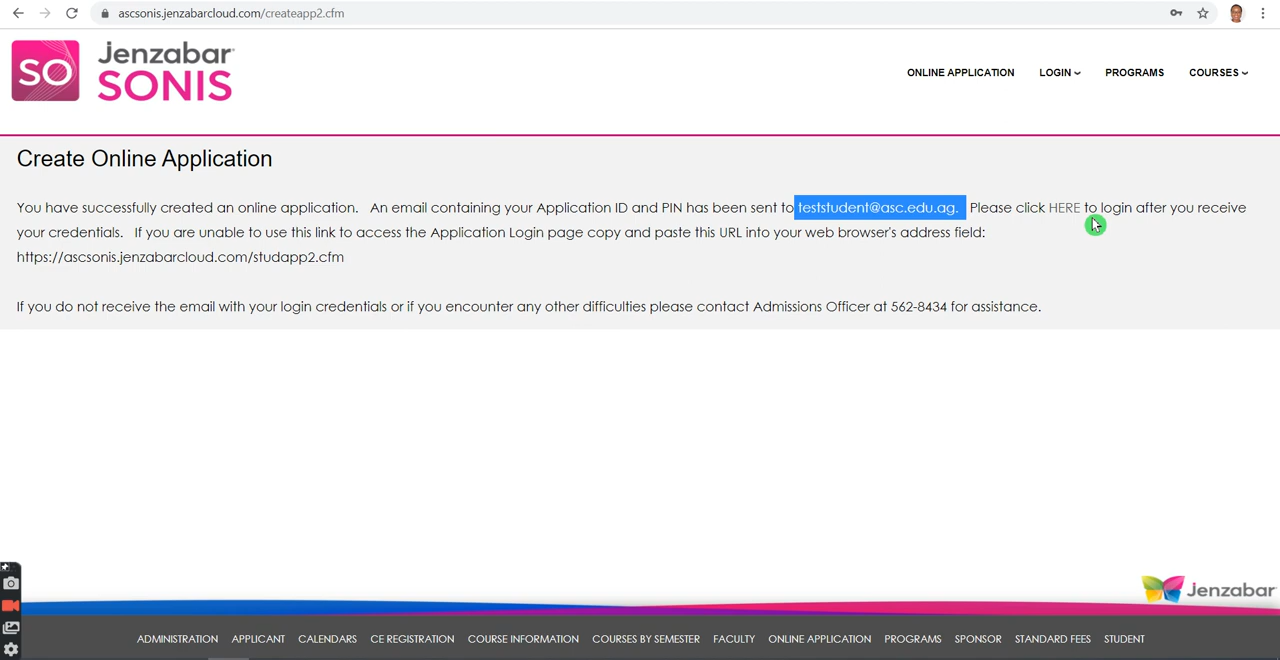 ascsonis.jenzabarcloud.com/createapp2.cfm
SO
Jenzabar
SONIS
ONLINE APPLICATION LOGIN PROGRAMS COURSES
Create Online Application
You have successfully created an online application. An email containing your Application ID and PIN has been sent to teststudent@asc.edu.ag. Please click HERE to login after you receive
your credentials. If you are unable to use this link to access the Application Login page copy and paste this URL into your web browser's address field:
https://ascsonis.jenzabarcloud.com/studapp2.cfm
If you do not receive the email with your login credentials or if you encounter any other difficulties please contact Admissions Officer at 562-8434 for assistance.
Jenzabar
ADMINISTRATION APPLICANT CALENDARS CE REGISTRATION COURSE INFORMATION COURSES BY SEMESTER FACULTY ONLINE APPLICATION PROGRAMS SPONSOR STANDARD FEES STUDENT